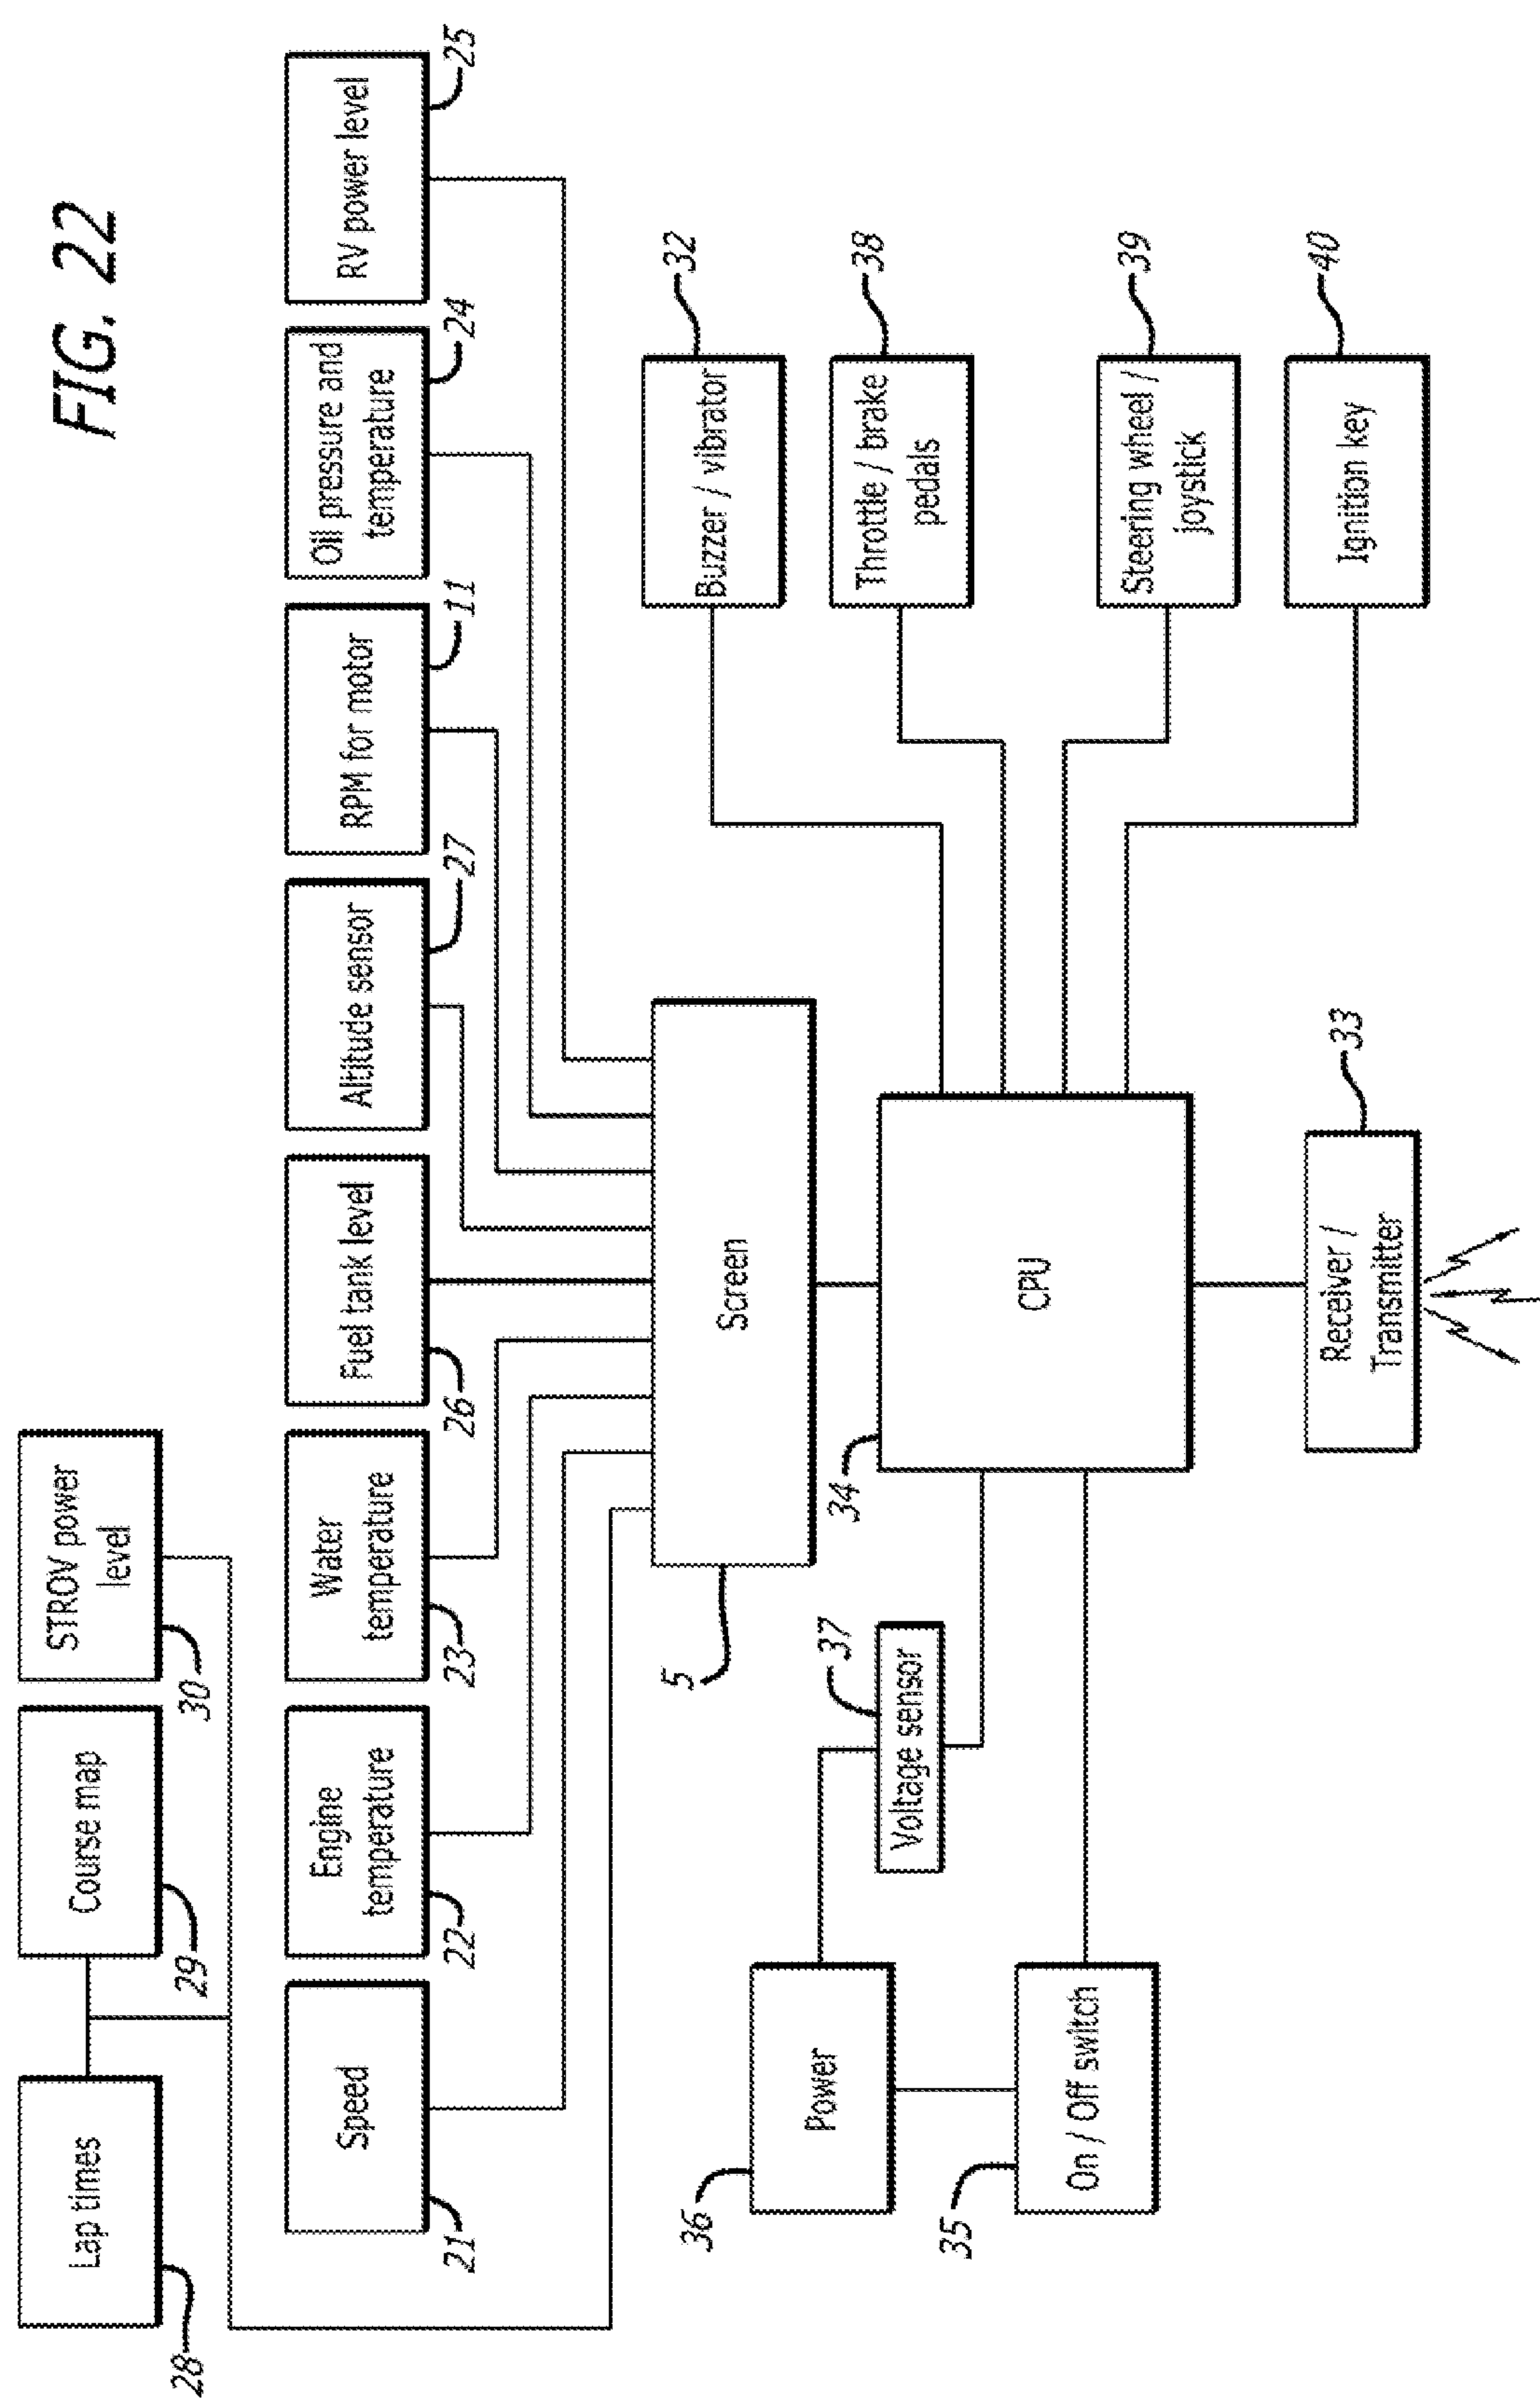 FIG. 22
Lap times
28
Course map
29
STROV power
level
30
Speed
21
Engine
temperature
22
Water
temperature
23
Fuel tank level
26
Altitude sensor
27
RPM for motor
11
Oil pressure and
temperature
24
RV power level
25
Screen
5
Buzzer / vibrator
32
Power
36
Voltage sensor
37
CPU
34
Throttle / brake
pedals
38
On / Off switch
35
Steering wheel /
joystick
39
Ignition key
40
Receiver /
Transmitter
33